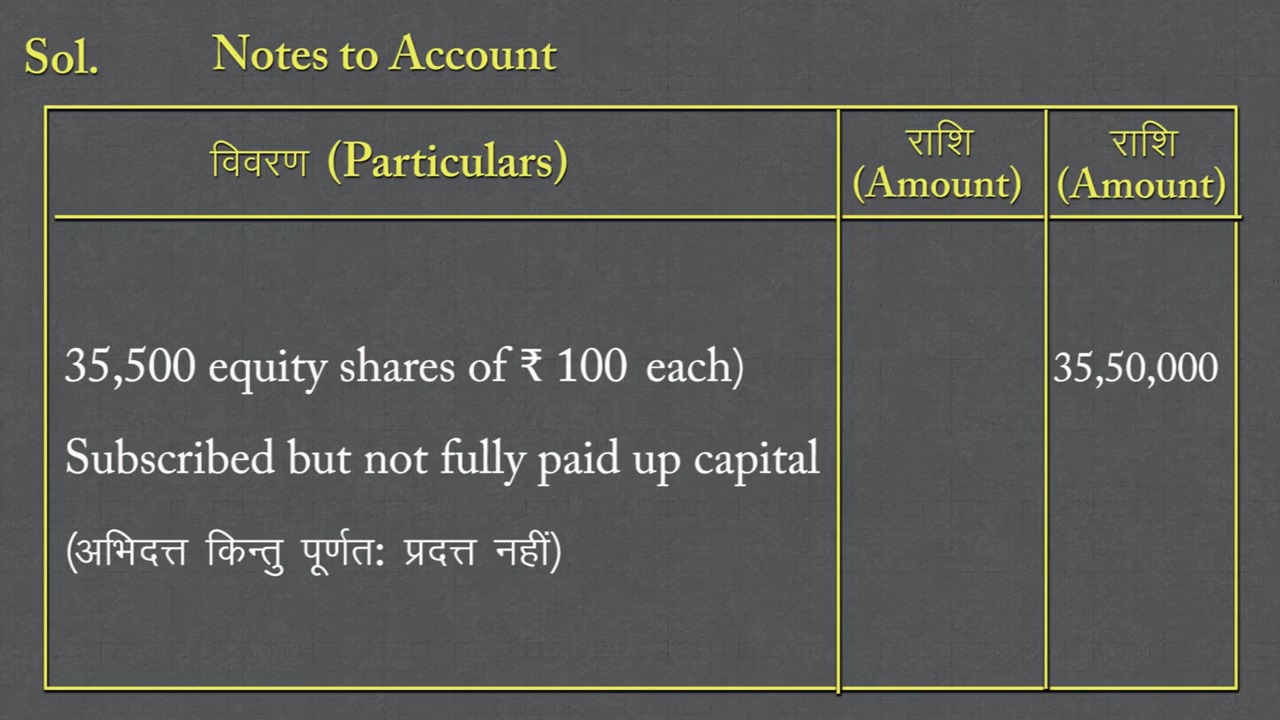 Sol. Notes to Account
विवरण (Particulars)
राशि
(Amount)
राशि
(Amount)
35,500 equity shares of ₹ 100 each) 35,50,000
Subscribed but not fully paid up capital
(अभिदत्त किन्तु पूर्णत: प्रदत्त नहीं)